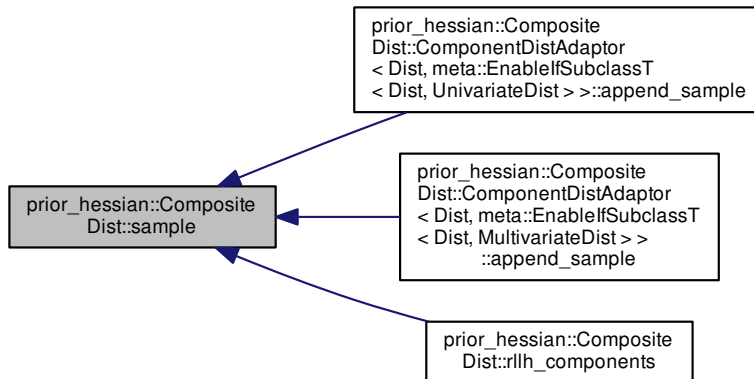 prior_hessian::Composite
Dist::ComponentDistAdaptor
< Dist, meta::EnableIfSubclassT
< Dist, UnivariateDist > >::append_sample
prior_hessian::Composite
Dist::sample
prior_hessian::Composite
Dist::ComponentDistAdaptor
< Dist, meta::EnableIfSubclassT
< Dist, MultivariateDist > >
::append_sample
prior_hessian::Composite
Dist::rllh_components